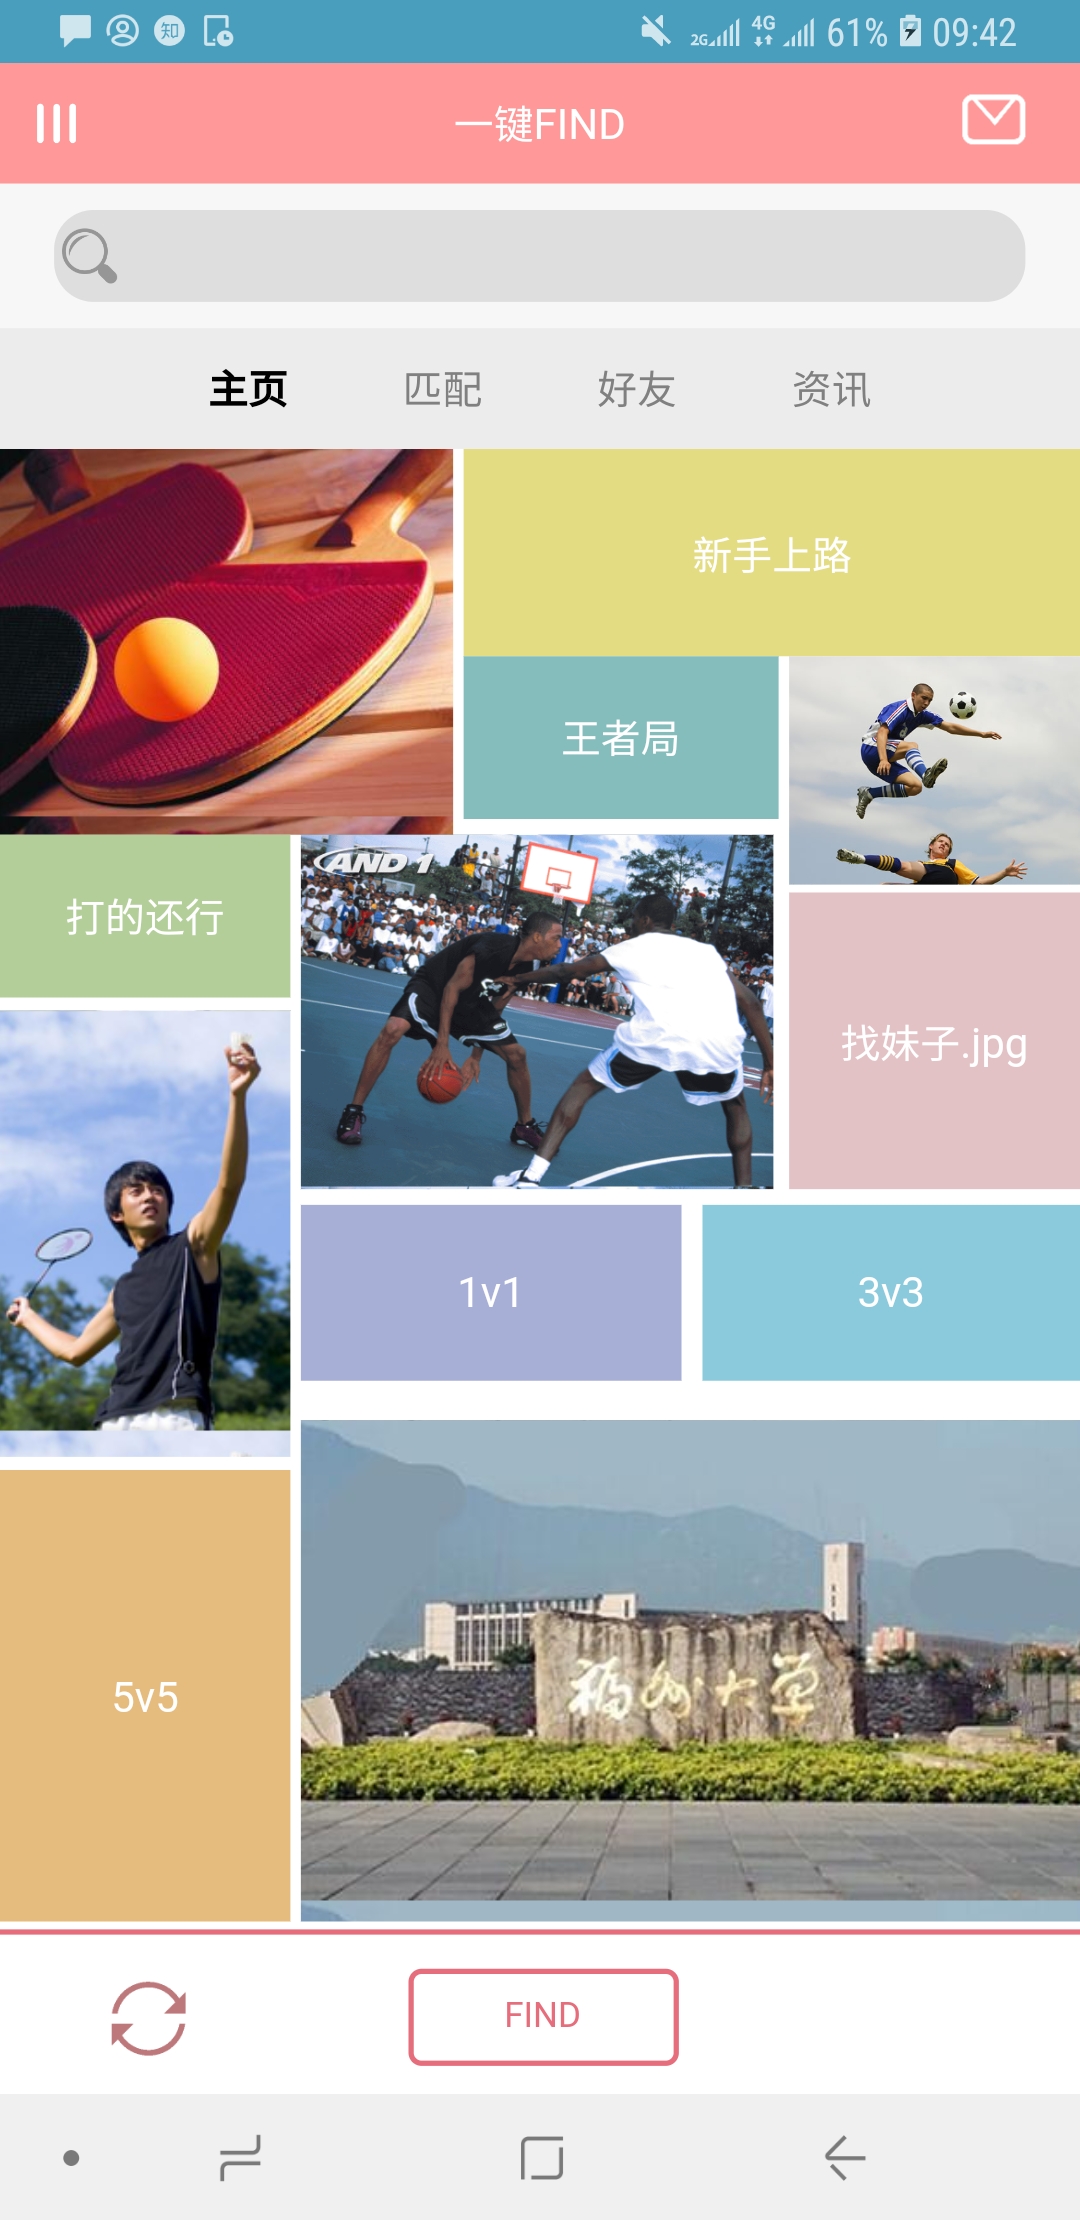 知
2G
4G
61%
09:42
一键FIND
主页 匹配 好友 资讯
新手上路
王者局
打的还行
AND 1
找妹子.jpg
1v1
3v3
5v5
福州大学
FIND